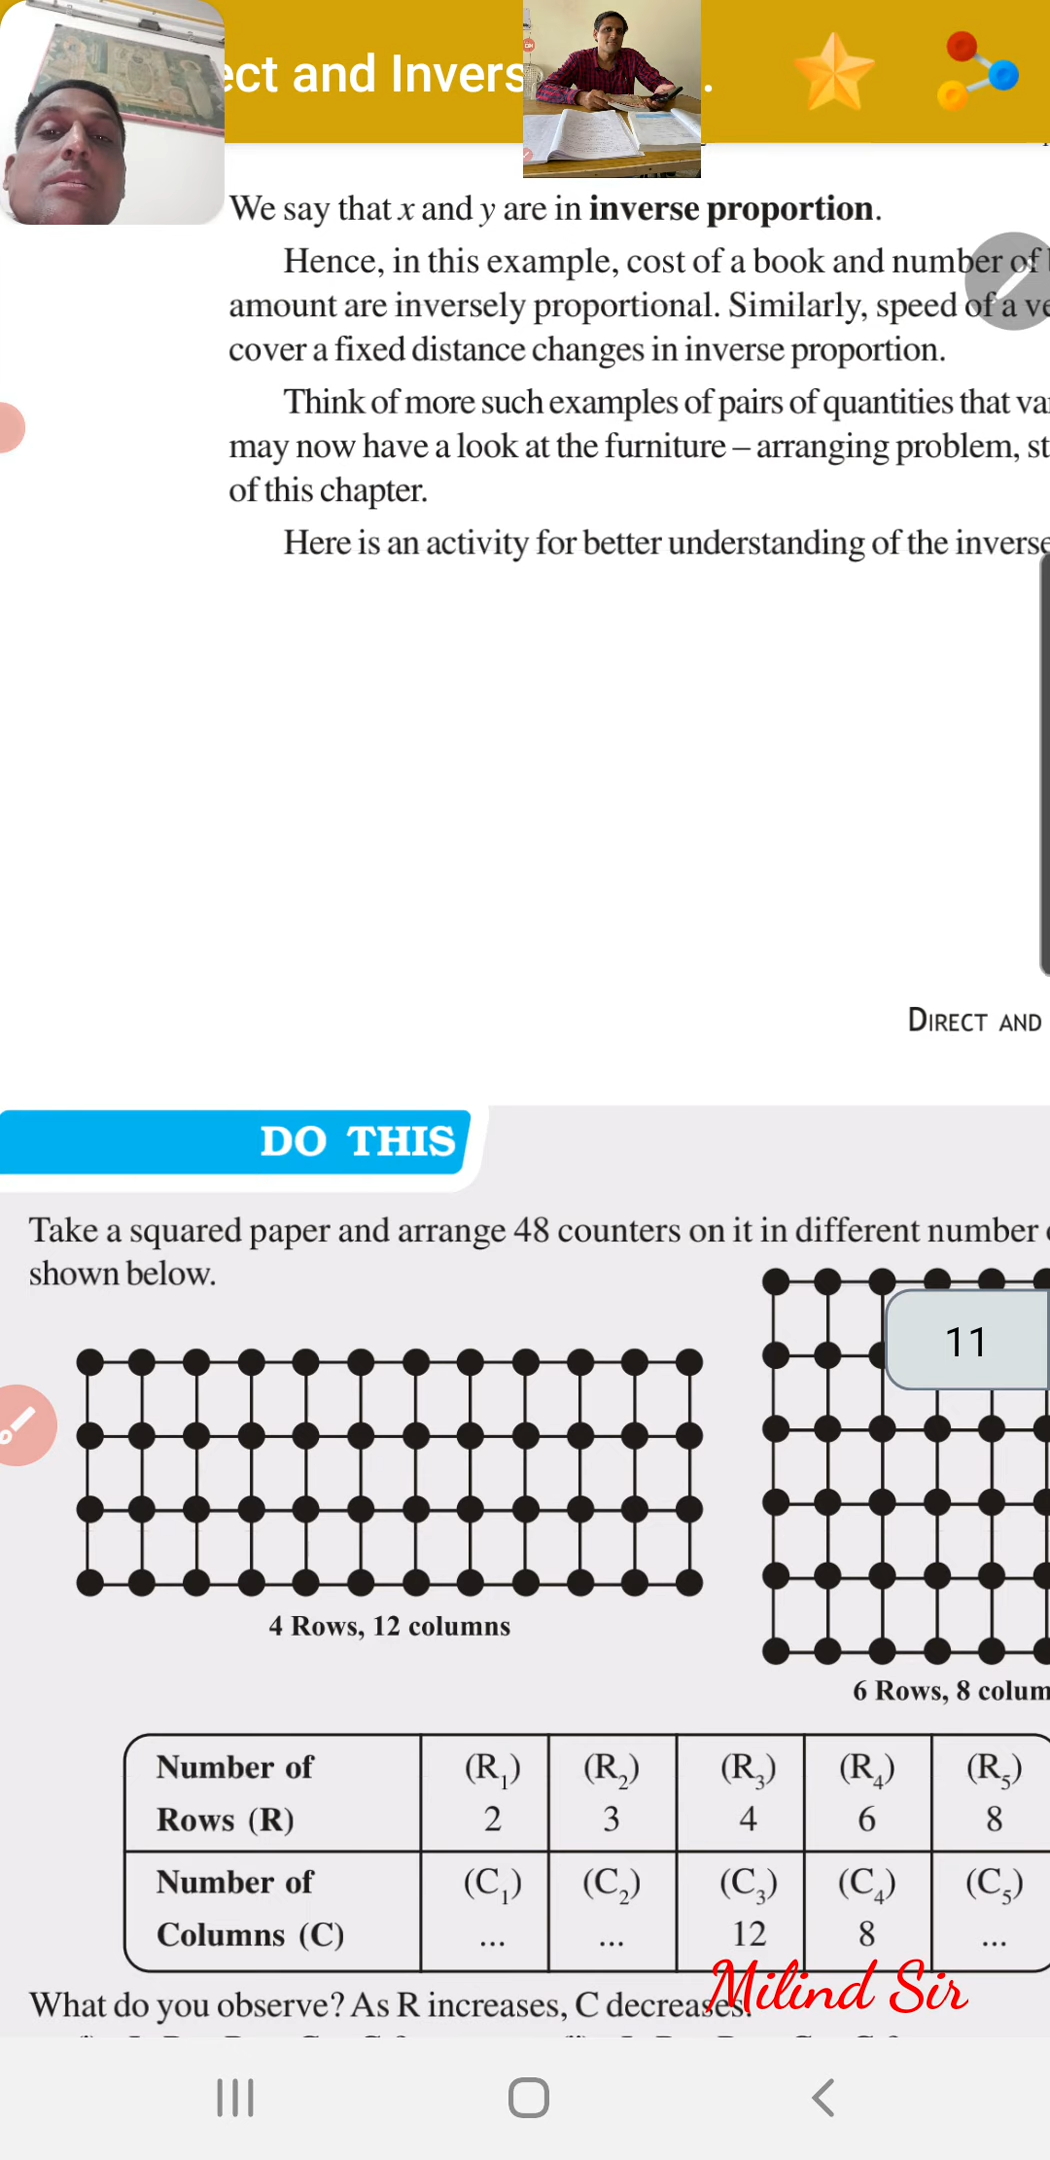 ect and Invers
We say that x and y are in inverse proportion.
Hence, in this example, cost of a book and number of
amount are inversely proportional. Similarly, speed of a ve
cover a fixed distance changes in inverse proportion.
Think of more such examples of pairs of quantities that va
may now have a look at the furniture – arranging problem, st
of this chapter.
Here is an activity for better understanding of the inverse
DIRECT AND
DO THIS
Take a squared paper and arrange 48 counters on it in different number
shown below.
11
4 Rows, 12 columns
6 Rows, 8 colum
Number of (R₁) (R₂) (R₃) (R₄) (R₅)
Rows (R) 2 3 4 6 8
Number of (C₁) (C₂) (C₃) (C₄) (C₅)
Columns (C) ... ... 12 8 ...
What do you observe? As R increases, C decreases.
Milind Sir